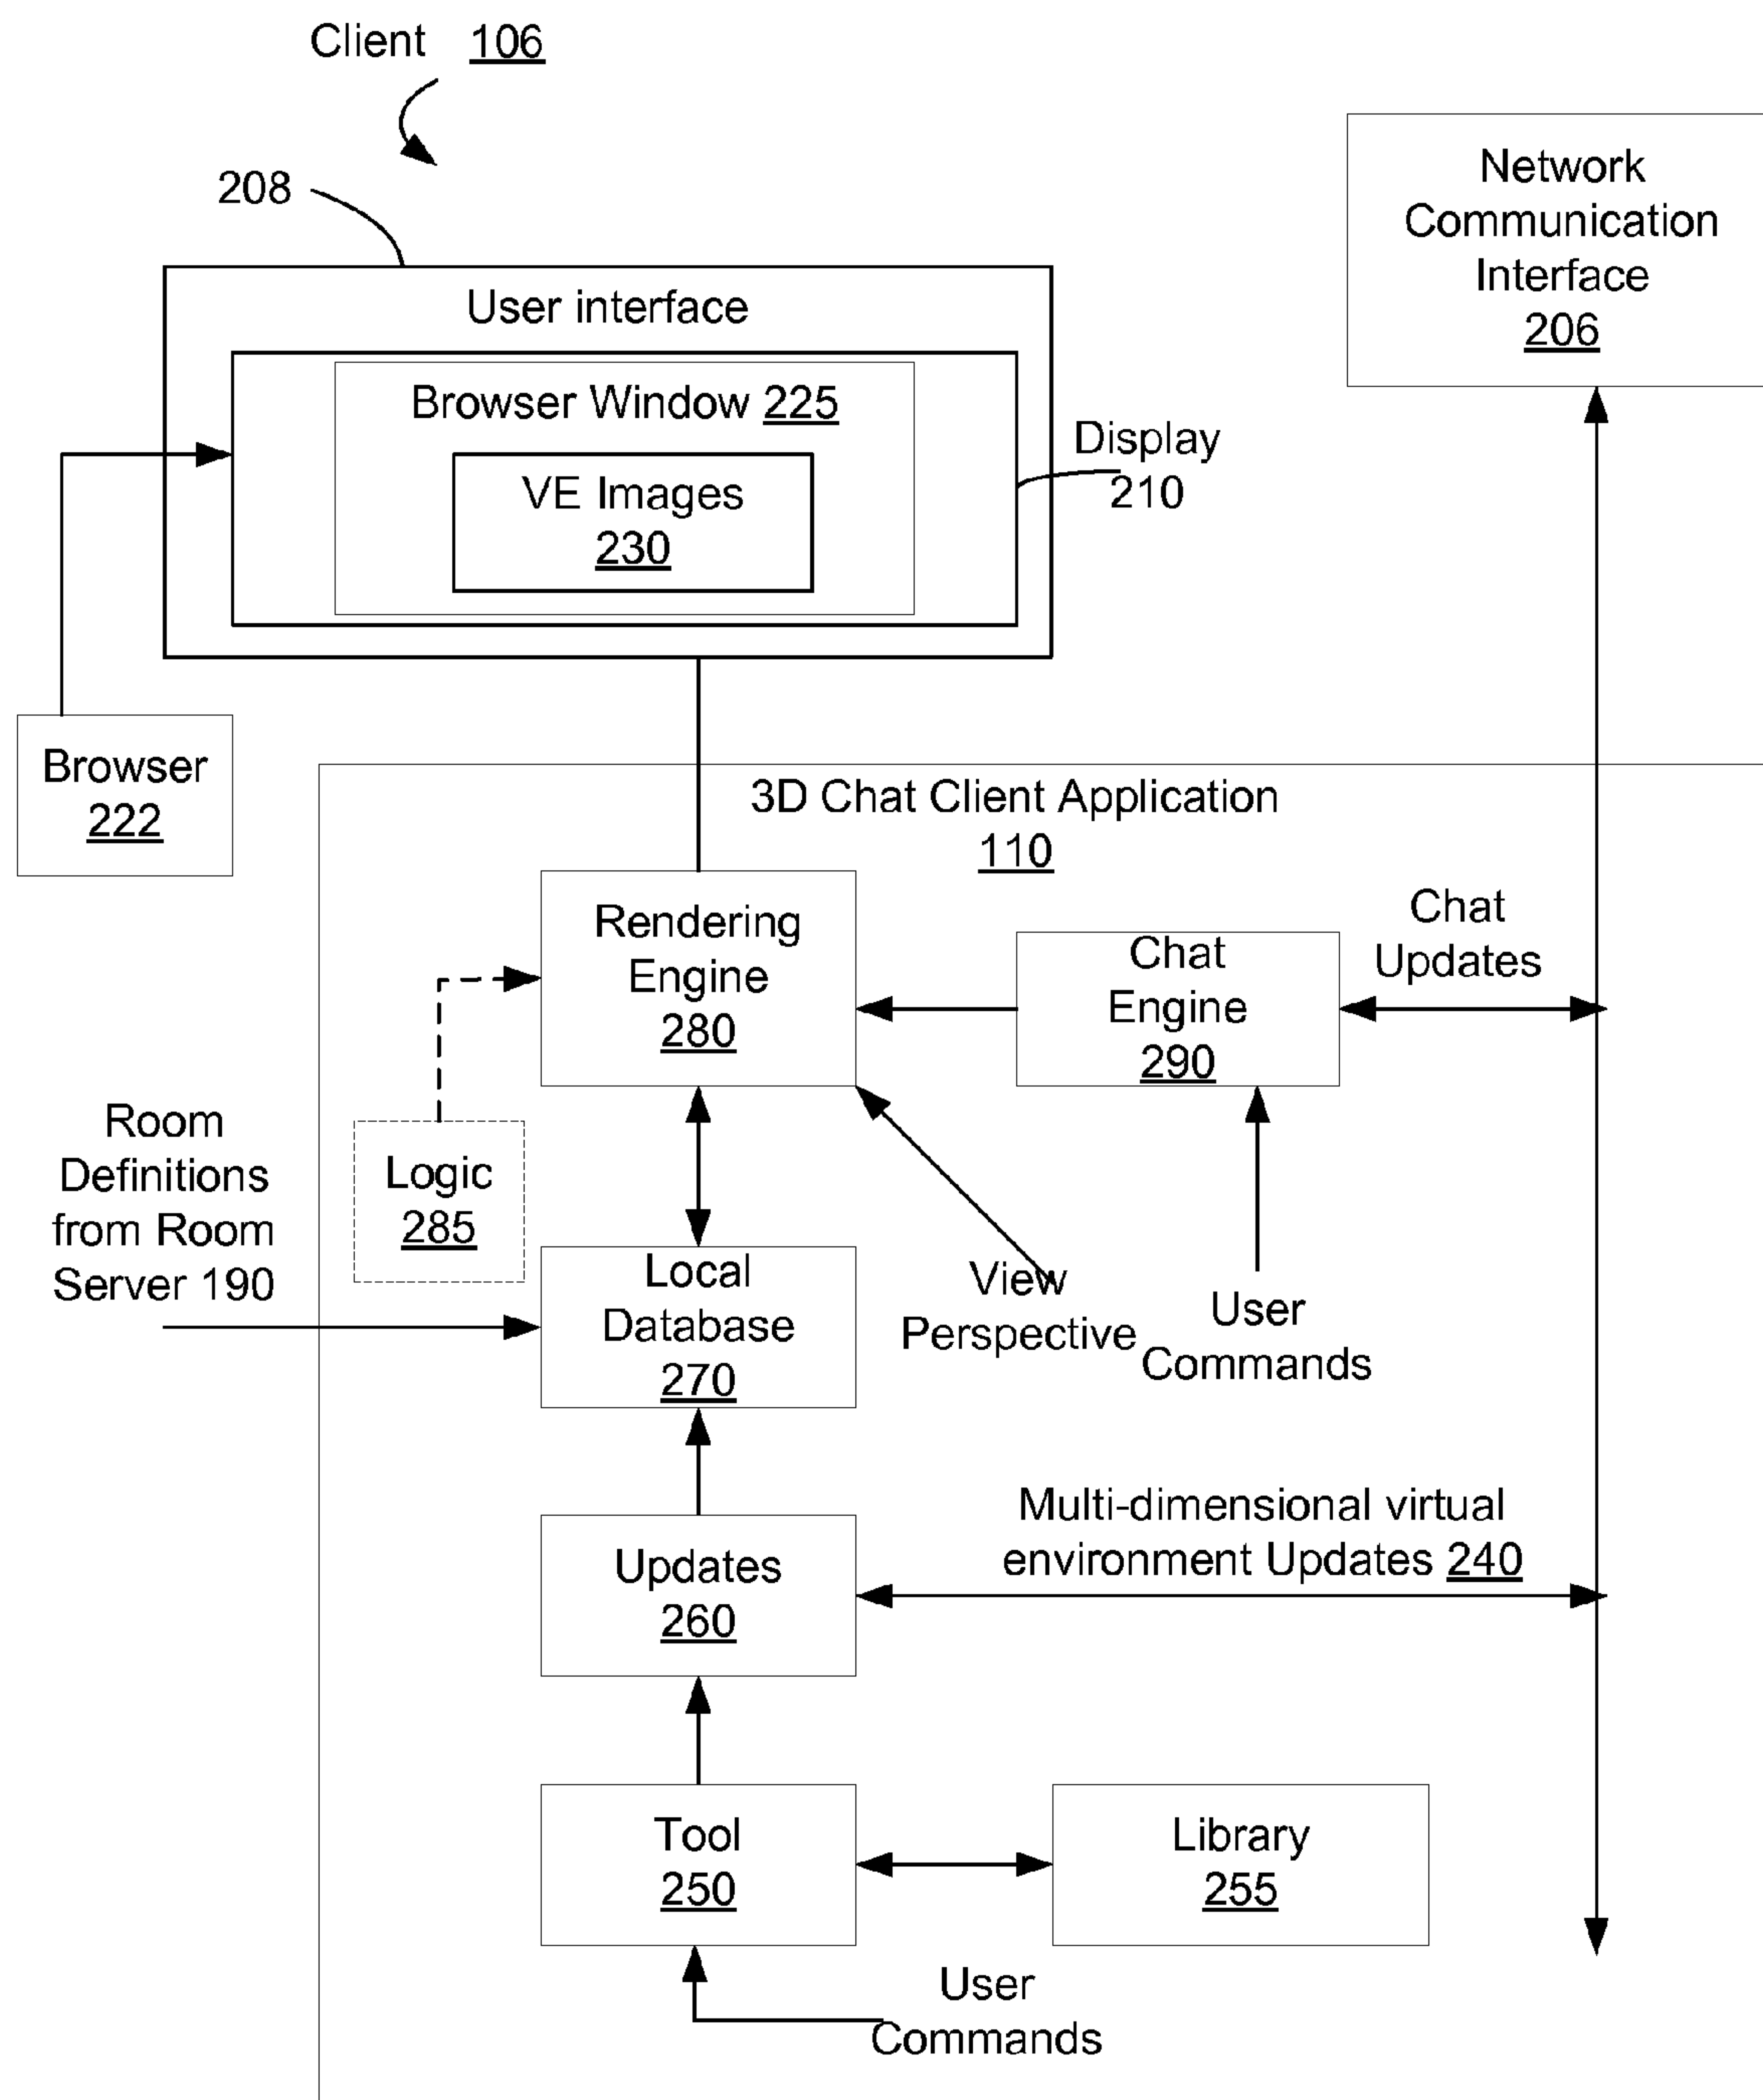 Client 106
208
Network
Communication
Interface
206
User interface
Browser Window 225
VE Images
230
Display
210
Browser
222
3D Chat Client Application
110
Rendering
Engine
280
Chat
Engine
290
Chat
Updates
Room
Definitions
from Room
Server 190
Logic
285
Local
Database
270
View
Perspective
User
Commands
Updates
260
Multi-dimensional virtual
environment Updates 240
Tool
250
Library
255
User
Commands